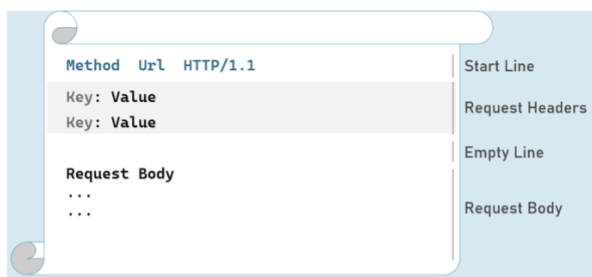 Method Url HTTP/1.1
Start Line
Key: Value
Key: Value
Request Headers
Empty Line
Request Body
...
...
Request Body